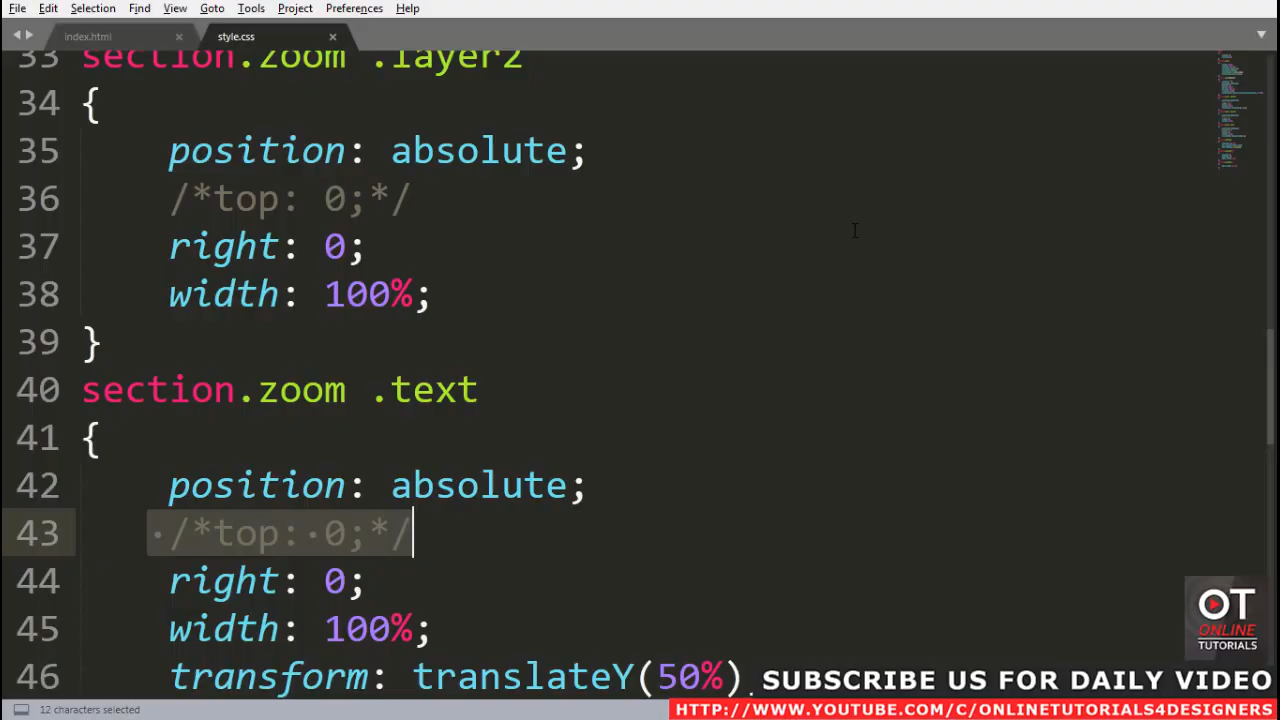 File Edit Selection Find View Goto Tools Project Preferences Help
index.html × style.css ×
33 section.zoom .layer2
34 {
35 position: absolute;
36 /*top: 0;*/
37 right: 0;
38 width: 100%;
39 }
40 section.zoom .text
41 {
42 position: absolute;
43 /*top: 0;*/
44 right: 0;
45 width: 100%;
46 transform: translateY(50%)
OT
ONLINE
TUTORIALS
SUBSCRIBE US FOR DAILY VIDEO
HTTP://WWW.YOUTUBE.COM/C/ONLINETUTORIALS4DESIGNERS
12 characters selected